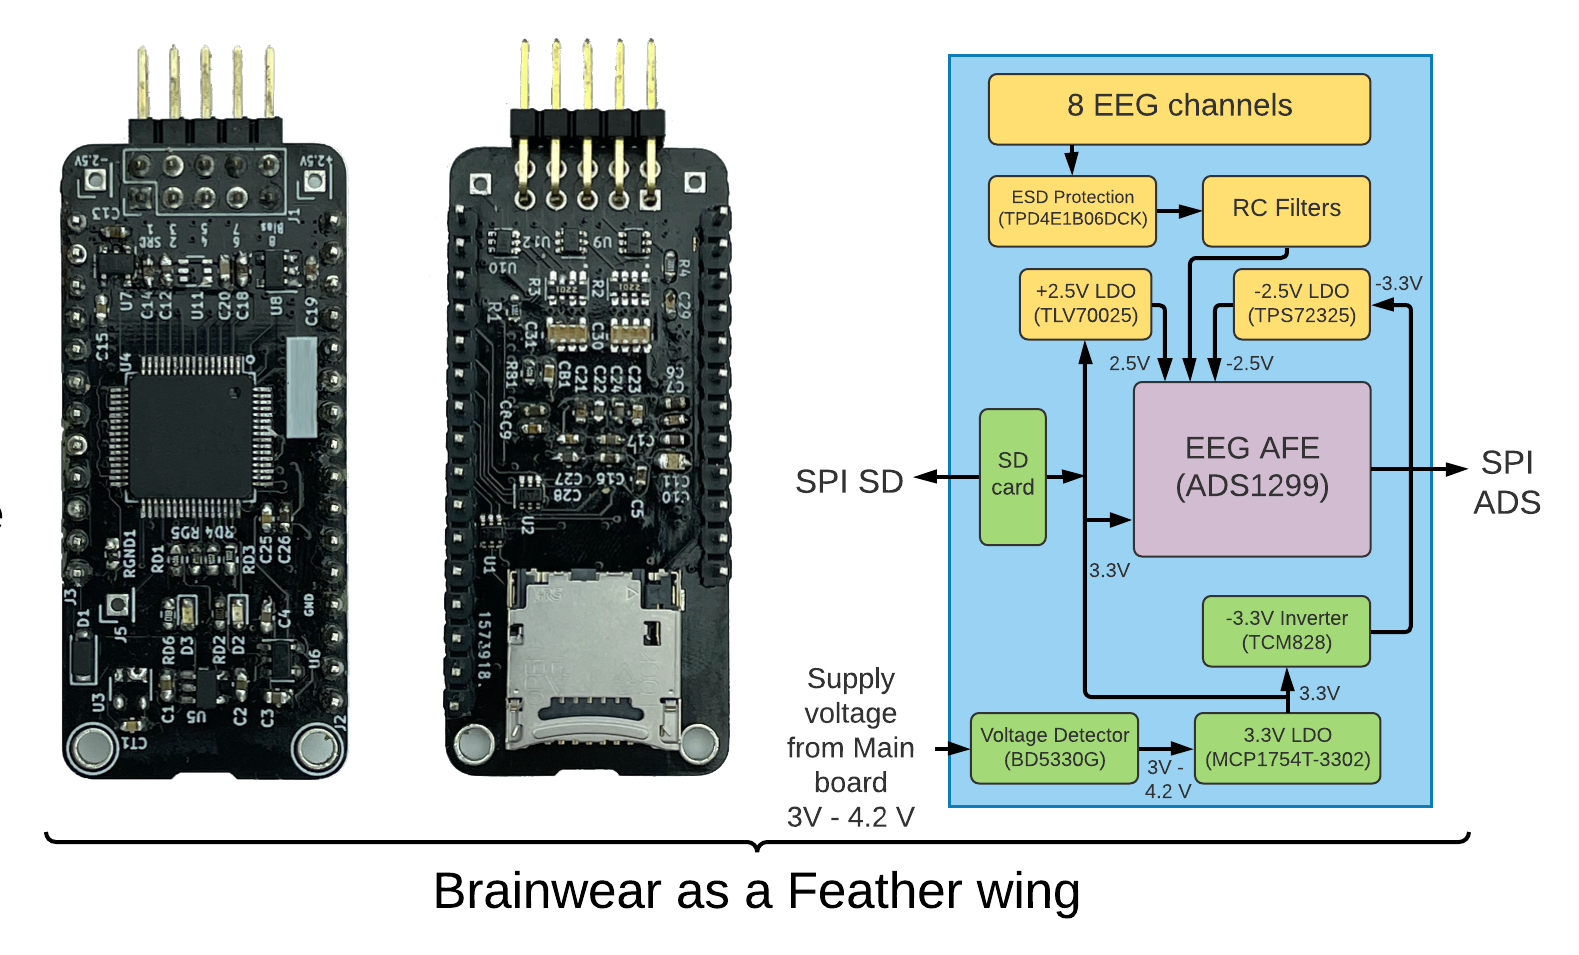 -2.5V
+2.5V
J1
C13
1
3
5
7
Bias
SRB
2
4
6
8
U7
C14
C12
U11
C20
C18
U8
C19
C15
U4
RD5
RD4
RGND1
RD1
RD3
C25
C26
J3
D1
J5
RD6
D3
RD2
D2
C4
GND
U6
U3
C1
U5
C2
C3
CT1
J2
U10
U12
U9
R3
R2
R4
2201
2201
C29
C31
C30
CB1
C21
C22
C24
C23
C9
C17
C27
C28
C16
C11
C10
C5
U2
U1
1573918.
8 EEG channels
ESD Protection
(TPD4E1B06DCK)
RC Filters
+2.5V LDO
(TLV70025)
-2.5V LDO
(TPS72325)
-3.3V
2.5V
-2.5V
EEG AFE
(ADS1299)
SD
card
SPI SD
SPI
ADS
3.3V
-3.3V Inverter
(TCM828)
3.3V
Supply
voltage
from Main
board
3V - 4.2 V
Voltage Detector
(BD5330G)
3V -
4.2 V
3.3V LDO
(MCP1754T-3302)
Brainwear as a Feather wing